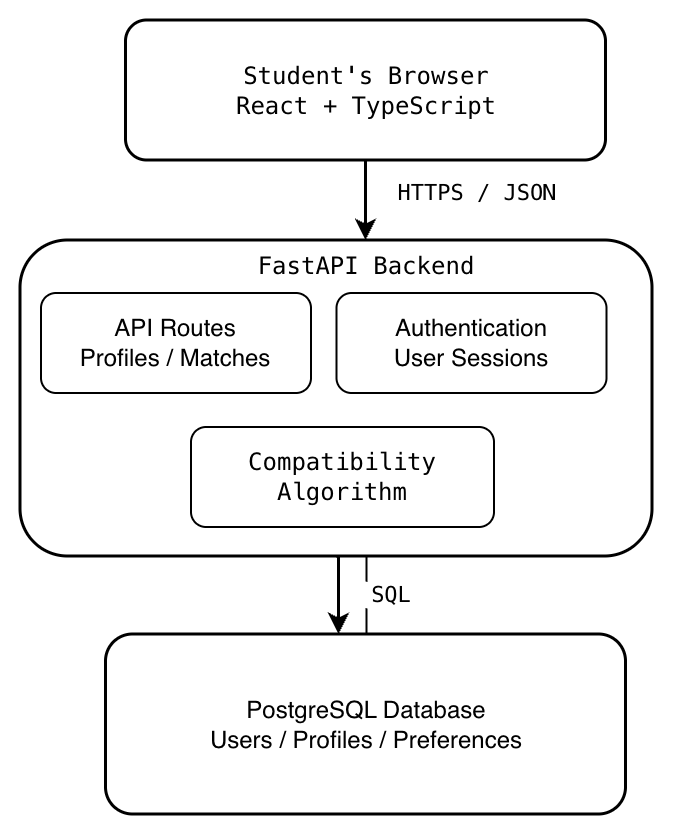 Student's Browser
React + TypeScript
HTTPS / JSON
FastAPI Backend
API Routes
Profiles / Matches
Authentication
User Sessions
Compatibility
Algorithm
SQL
PostgreSQL Database
Users / Profiles / Preferences